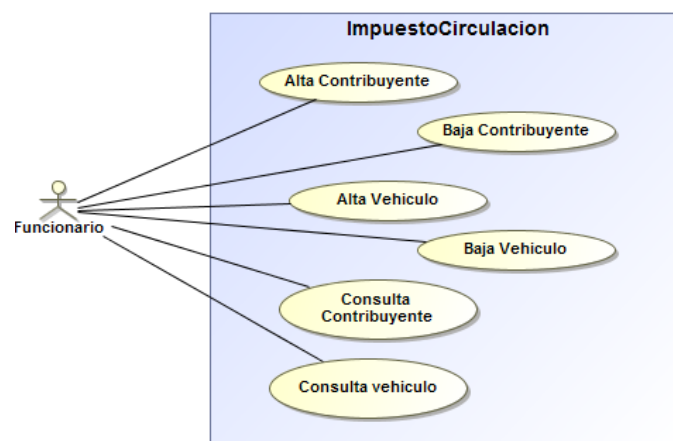 ImpuestoCirculacion
Alta Contribuyente
Baja Contribuyente
Alta Vehiculo
Funcionario
Baja Vehiculo
Consulta
Contribuyente
Consulta vehiculo